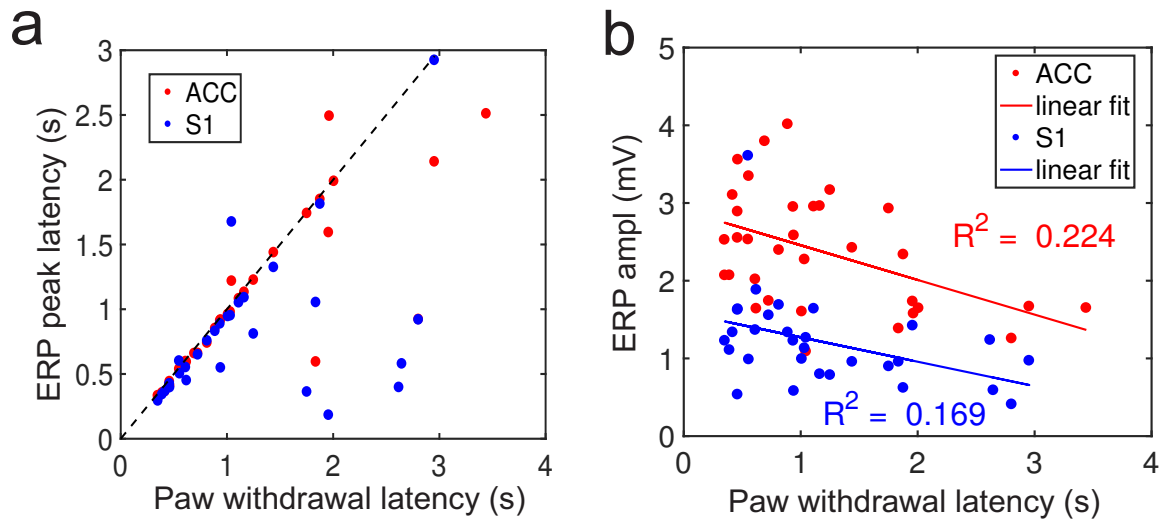 a
ERP peak latency (s)
3
2.5
2
1.5
1
0.5
0
0 1 2 3 4
Paw withdrawal latency (s)
ACC
S1
b
ERP ampl (mV)
5
4
3
2
1
0
0 1 2 3 4
Paw withdrawal latency (s)
ACC
linear fit
S1
linear fit
R² = 0.224
R² = 0.169